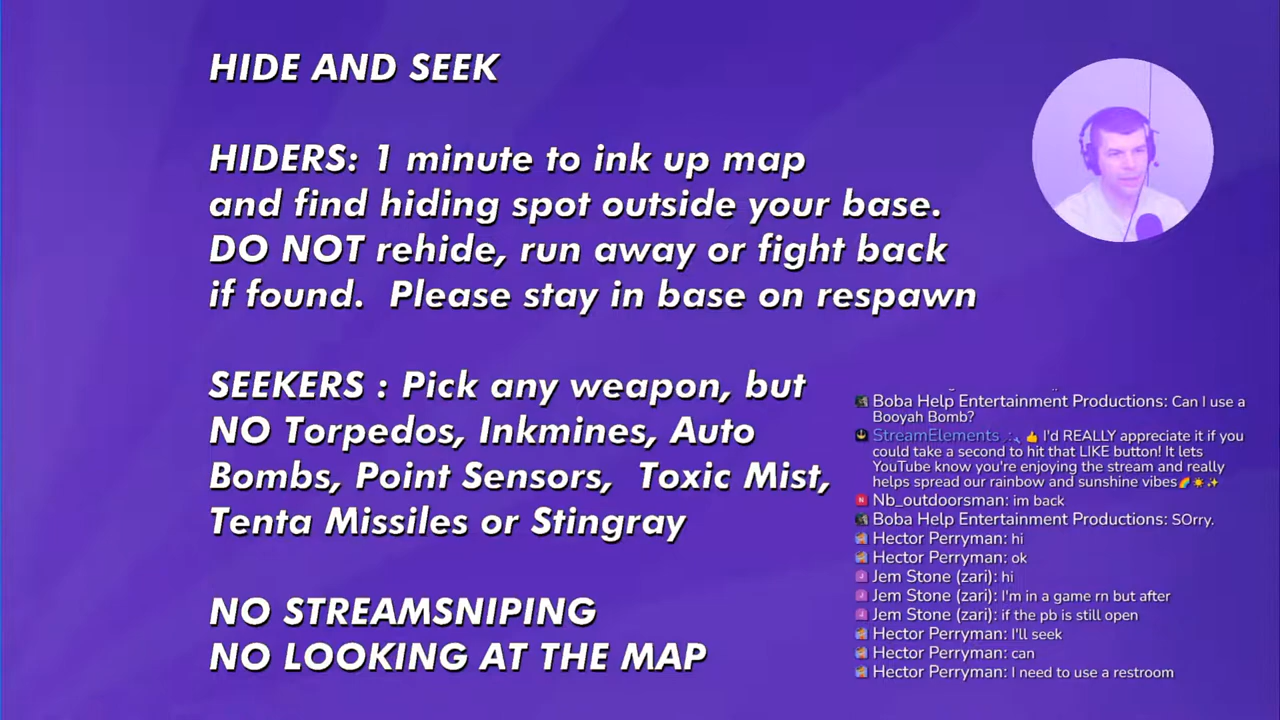 HIDE AND SEEK
HIDERS: 1 minute to ink up map
and find hiding spot outside your base.
DO NOT rehide, run away or fight back
if found. Please stay in base on respawn
SEEKERS : Pick any weapon, but
NO Torpedos, Inkmines, Auto
Bombs, Point Sensors, Toxic Mist,
Tenta Missiles or Stingray
NO STREAMSNIPING
NO LOOKING AT THE MAP
Boba Help Entertainment Productions: Can I use a
Booyah Bomb?
StreamElements : 👍 I'd REALLY appreciate it if you
could take a second to hit that LIKE button! It lets
YouTube know you're enjoying the stream and really
helps spread our rainbow and sunshine vibes🌈☀️✨
Nb_outdoorsman: im back
Boba Help Entertainment Productions: SOrry.
Hector Perryman: hi
Hector Perryman: ok
Jem Stone (zari): hi
Jem Stone (zari): I'm in a game rn but after
Jem Stone (zari): if the pb is still open
Hector Perryman: I'll seek
Hector Perryman: can
Hector Perryman: I need to use a restroom